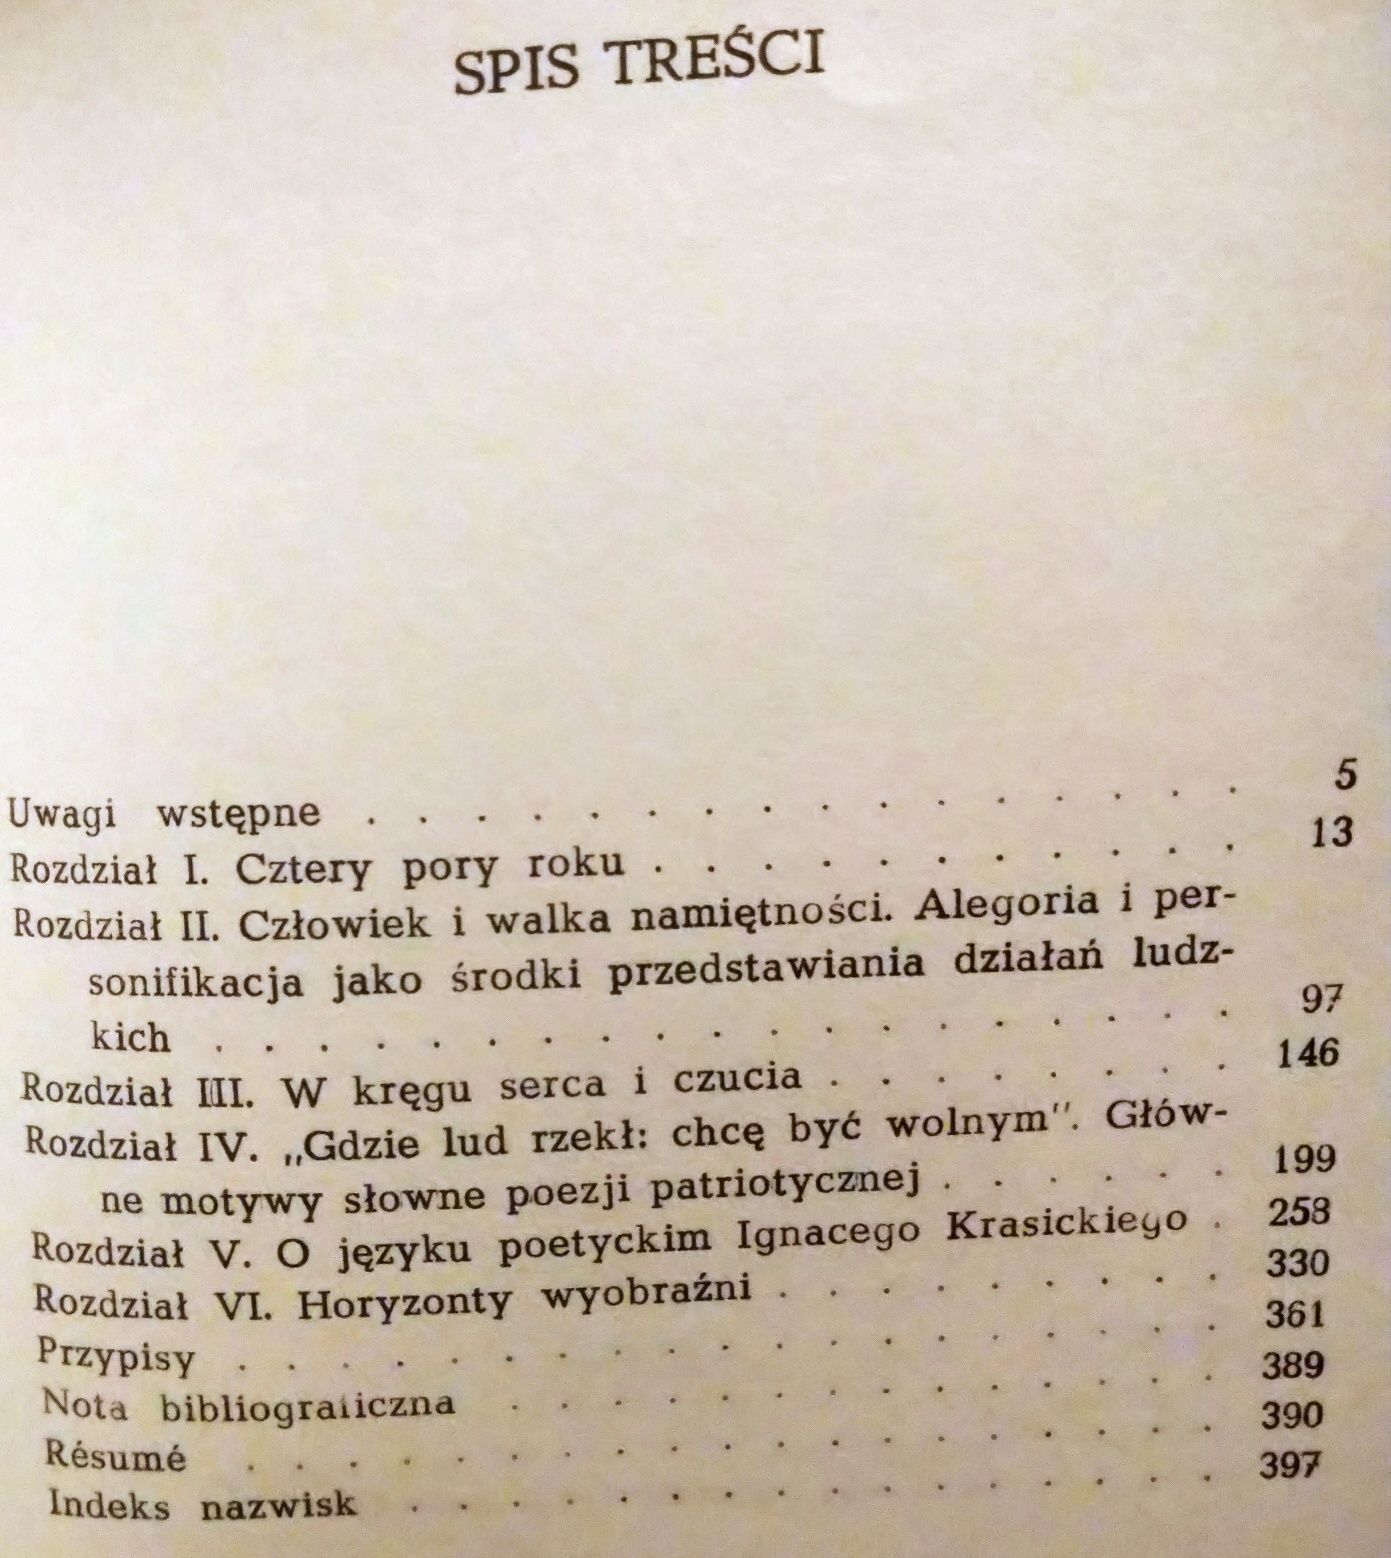 SPIS TREŚCI
Uwagi wstępne . . . . . . . . . . . . . . . . 5
Rozdział I. Cztery pory roku . . . . . . . . . . . 13
Rozdział II. Człowiek i walka namiętności. Alegoria i per-
sonifikacja jako środki przedstawiania działań ludz-
kich . . . . . . . . . . . . . . . . . . . 97
Rozdział III. W kręgu serca i czucia . . . . . . . . 146
Rozdział IV. „Gdzie lud rzekł: chcę być wolnym". Głów-
ne motywy słowne poezji patriotycznej . . . . . . 199
Rozdział V. O języku poetyckim Ignacego Krasickiego . 258
Rozdział VI. Horyzonty wyobraźni . . . . . . . . . 330
Przypisy . . . . . . . . . . . . . . . . . . . 361
Nota bibliograficzna . . . . . . . . . . . . . . 389
Résumé . . . . . . . . . . . . . . . . . . . 390
Indeks nazwisk . . . . . . . . . . . . . . . . 397